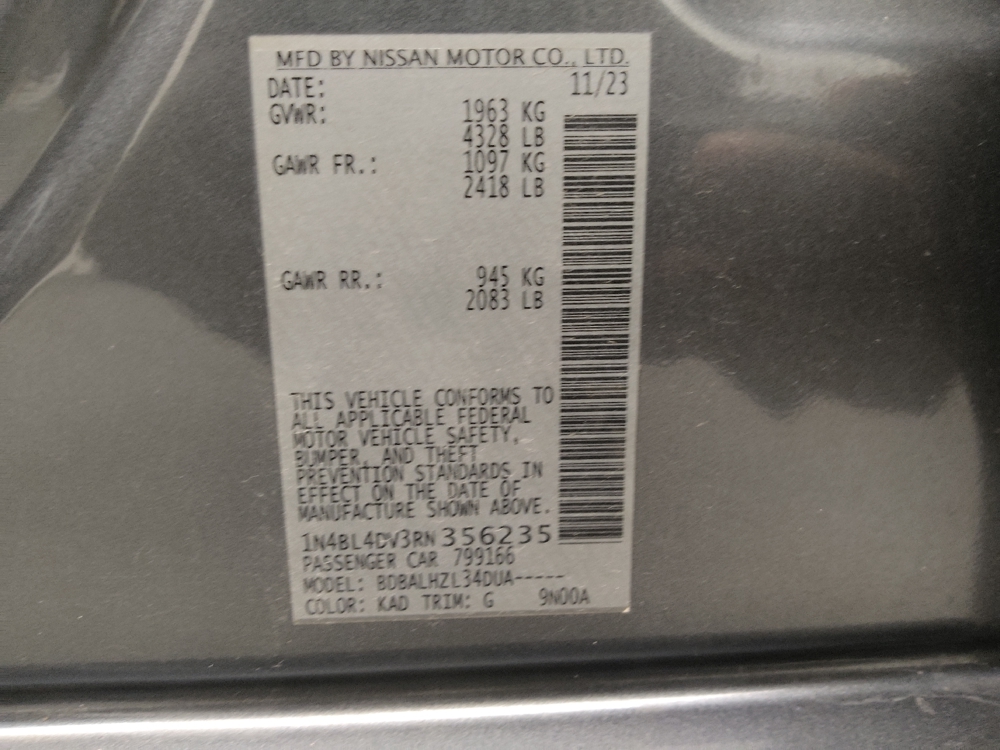 MFD BY NISSAN MOTOR CO., LTD.
DATE: 11/23
GVWR: 1963 KG
4328 LB
GAWR FR.: 1097 KG
2418 LB
GAWR RR.: 945 KG
2083 LB
THIS VEHICLE CONFORMS TO
ALL APPLICABLE FEDERAL
MOTOR VEHICLE SAFETY,
BUMPER, AND THEFT
PREVENTION STANDARDS IN
EFFECT ON THE DATE OF
MANUFACTURE SHOWN ABOVE.
1N4BL4DV3RN356235
PASSENGER CAR 799166
MODEL: BDBALHZL34DUA-----
COLOR: KAD TRIM: G 9N00A